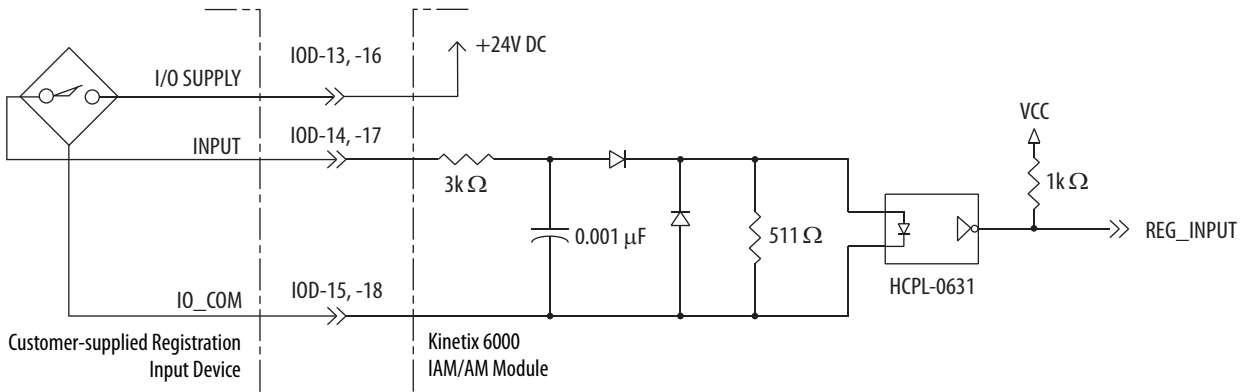 +24V DC
IOD-13, -16
I/O SUPPLY
INPUT
IOD-14, -17
VCC
3k Ω
1k Ω
0.001 µF
511 Ω
REG_INPUT
HCPL-0631
IO_COM
IOD-15, -18
Customer-supplied Registration
Input Device
Kinetix 6000
IAM/AM Module